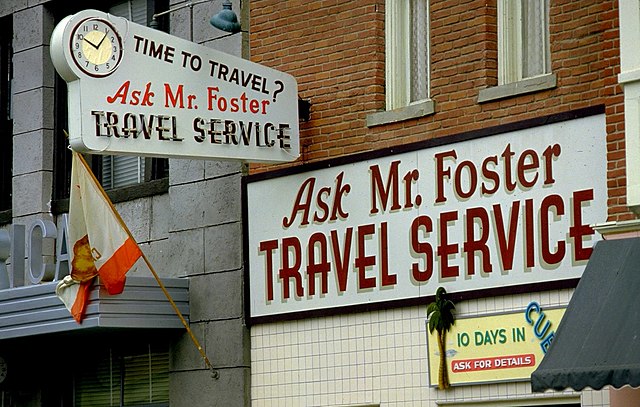 TIME TO TRAVEL?
Ask Mr. Foster
TRAVEL SERVICE
Ask Mr. Foster
TRAVEL SERVICE
10 DAYS IN
ASK FOR DETAILS